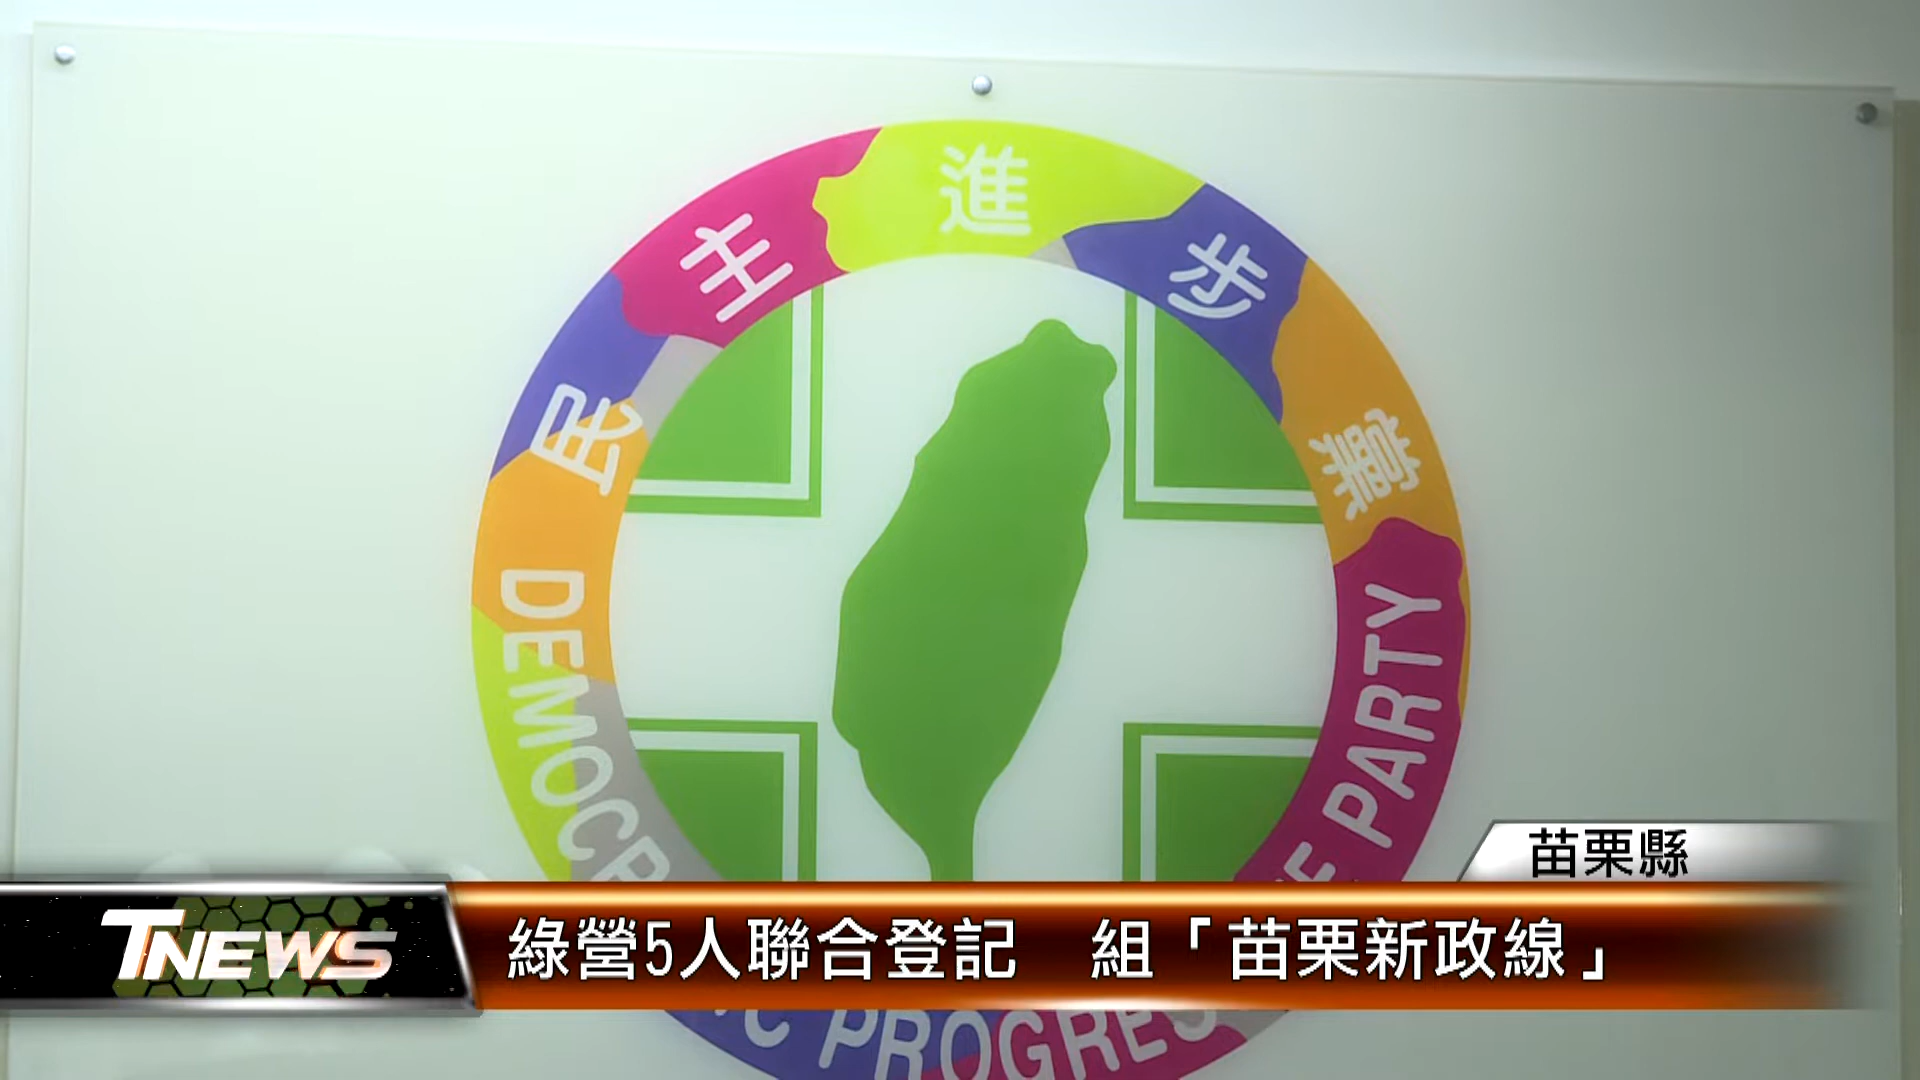 民主進步黨
DEMOCR
IC PROGRES
E PARTY
苗栗縣
TNEWS
綠營5人聯合登記 組「苗栗新政線」